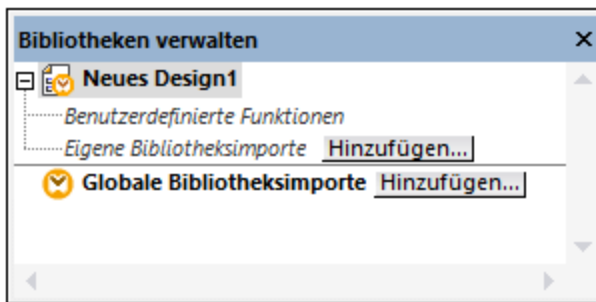 Bibliotheken verwalten
Neues Design1
Benutzerdefinierte Funktionen
Eigene Bibliotheksimporte Hinzufügen...
Globale Bibliotheksimporte Hinzufügen...